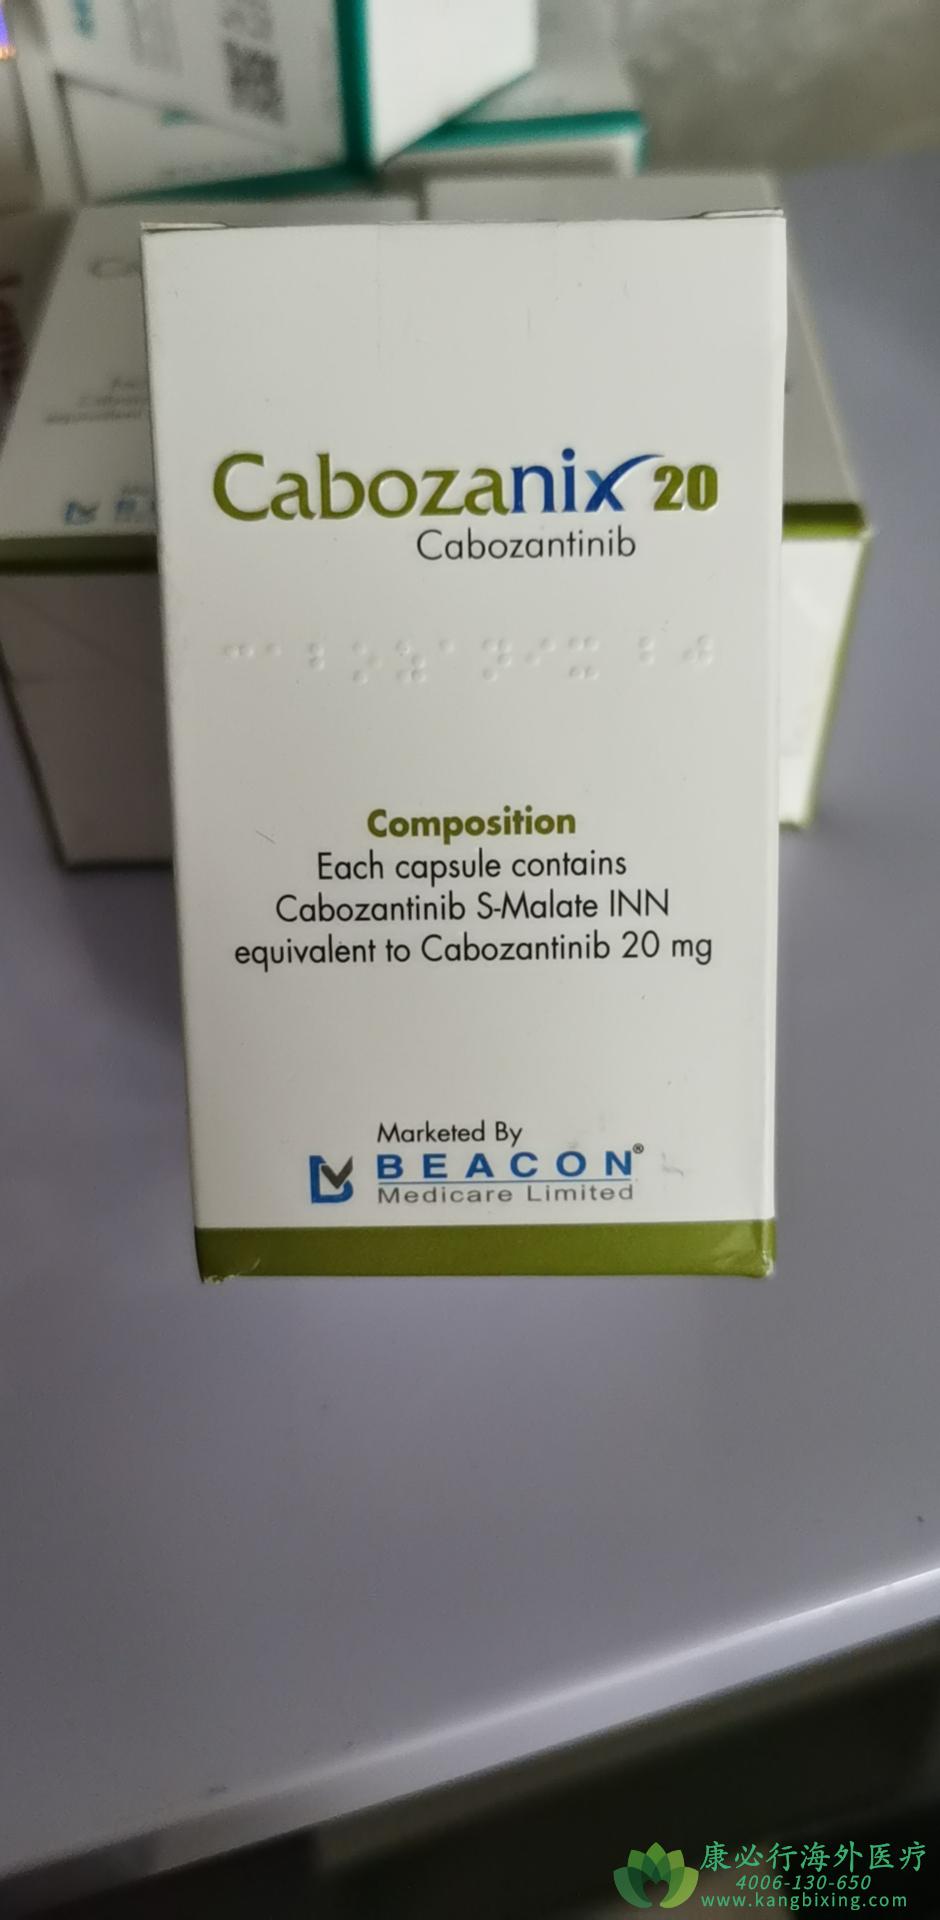 Cabozanix 20
Cabozantinib
Composition
Each capsule contains
Cabozantinib S-Malate INN
equivalent to Cabozantinib 20 mg
Marketed By
BEACON®
Medicare Limited
康必行海外医疗
4006-130-650
www.kangbixing.com